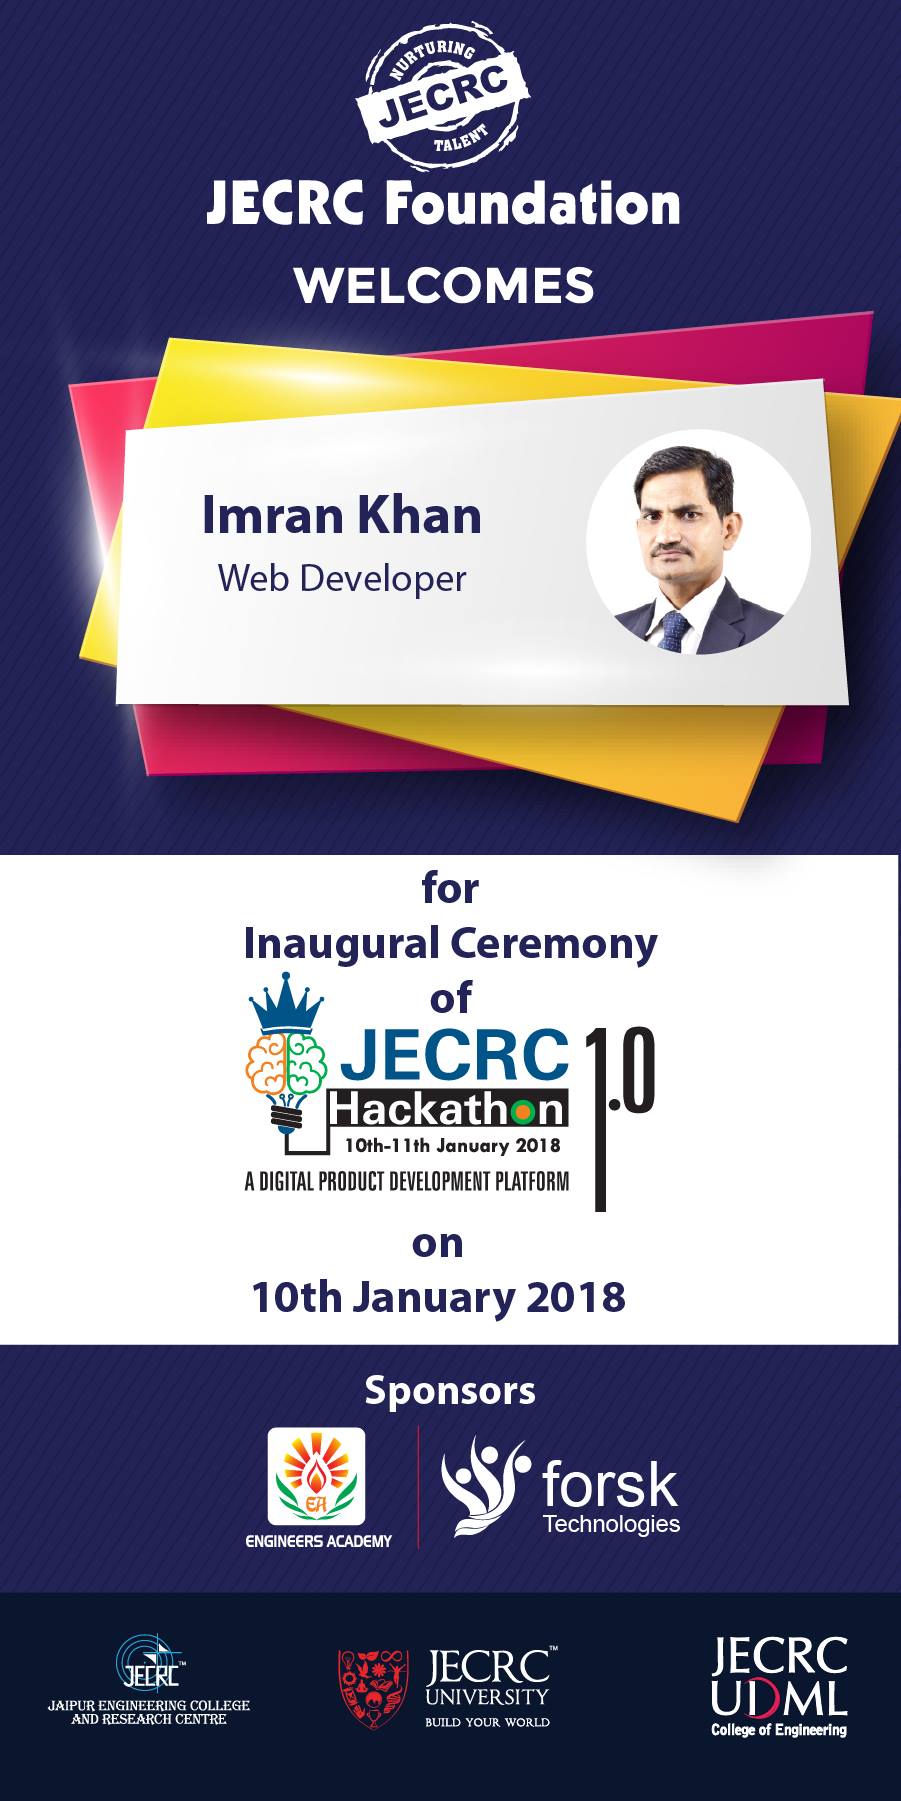 NURTURING
JECRC
TALENT
JECRC Foundation
WELCOMES
Imran Khan
Web Developer
for
Inaugural Ceremony
of
JECRC 1.0
Hackathon
10th-11th January 2018
A DIGITAL PRODUCT DEVELOPMENT PLATFORM
on
10th January 2018
Sponsors
EA
ENGINEERS ACADEMY
forsk
Technologies
JECRC™
JAIPUR ENGINEERING COLLEGE
AND RESEARCH CENTRE
JECRC™
UNIVERSITY
BUILD YOUR WORLD
JECRC
UDML
College of Engineering